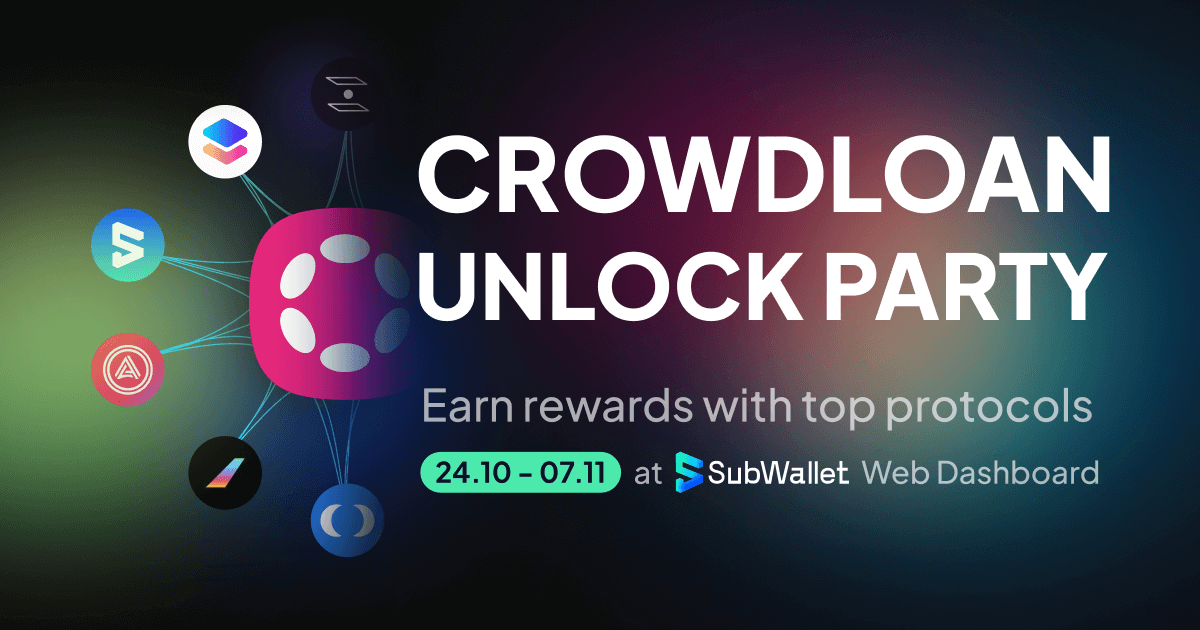 CROWDLOAN
UNLOCK PARTY
Earn rewards with top protocols
24.10 - 07.11 at SubWallet Web Dashboard